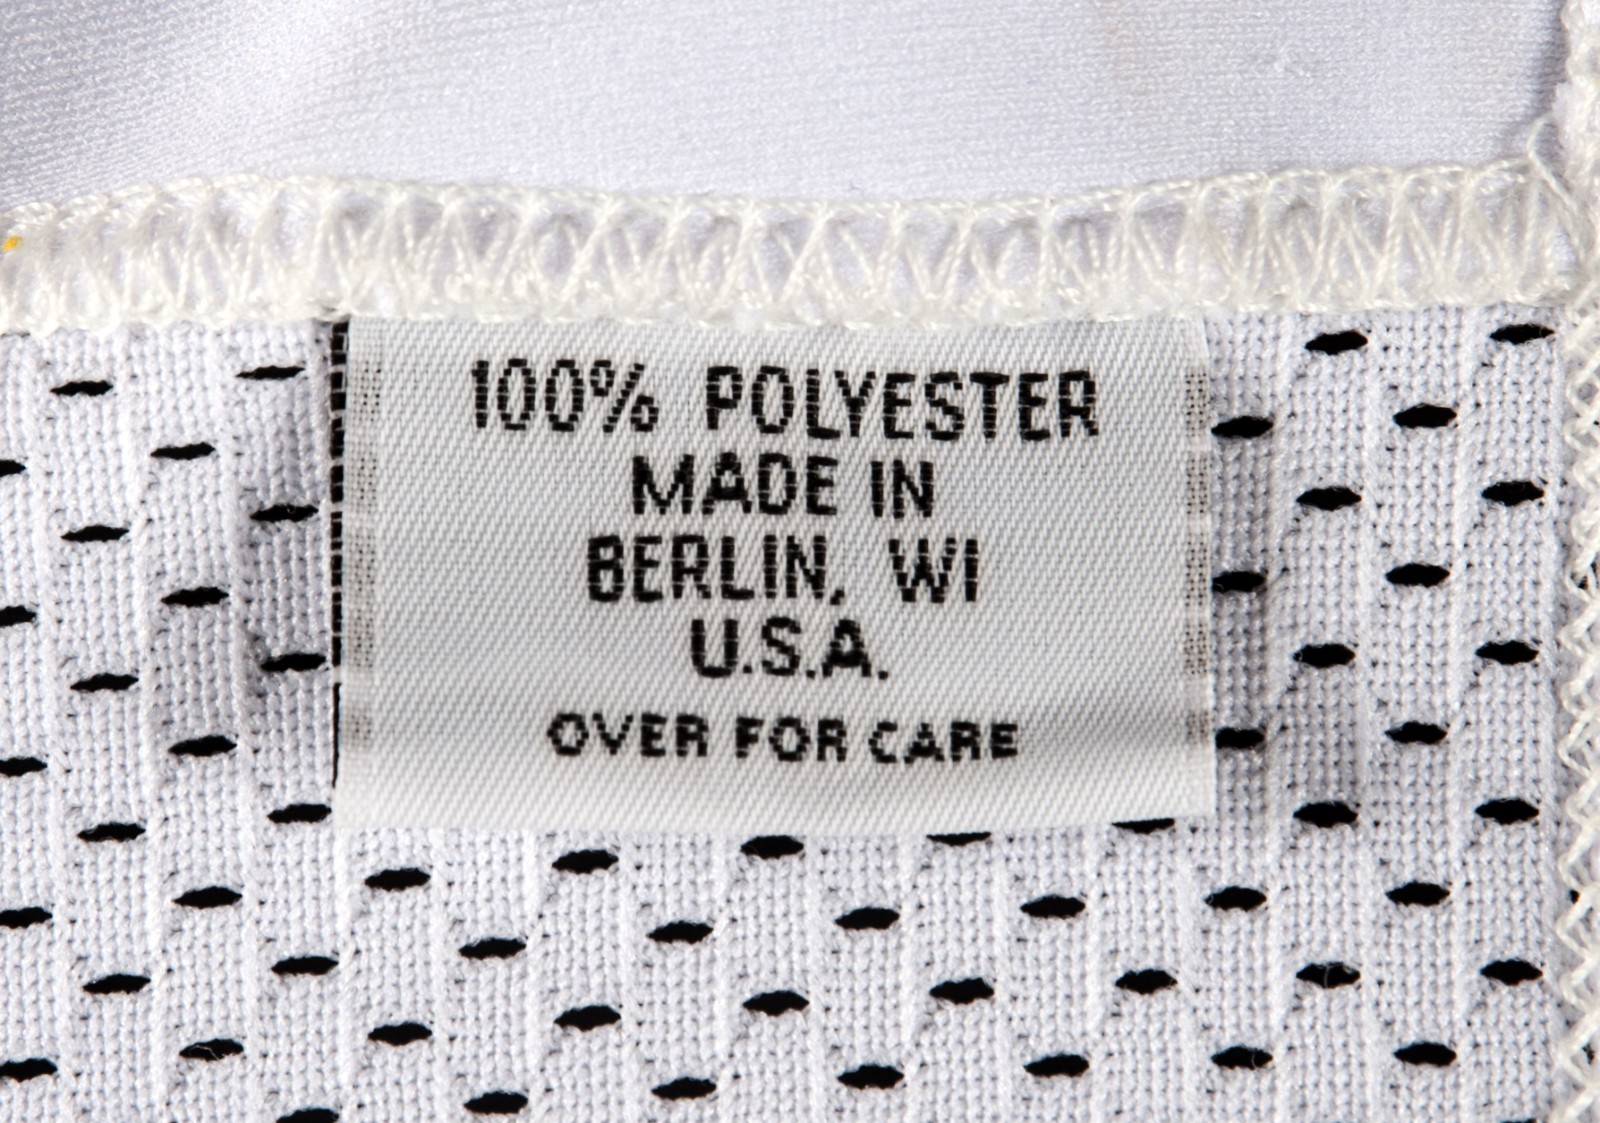 100% POLYESTER
MADE IN
BERLIN, WI
U.S.A.
OVER FOR CARE